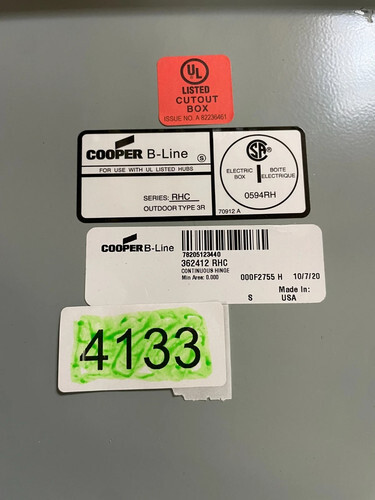 UL
LISTED
CUTOUT
BOX
ISSUE NO. A 82236461
COOPER B-Line S
FOR USE WITH UL LISTED HUBS
SERIES: RHC
OUTDOOR TYPE 3R
70912 A
SA®
ELECTRIC BOX
BOITE ELECTRIQUE
0594RH
COOPER B-Line
78205123440
362412 RHC
CONTINUOUS HINGE
Min Area: 0.000
000F2755 H 10/7/20
Made In:
S USA
4133